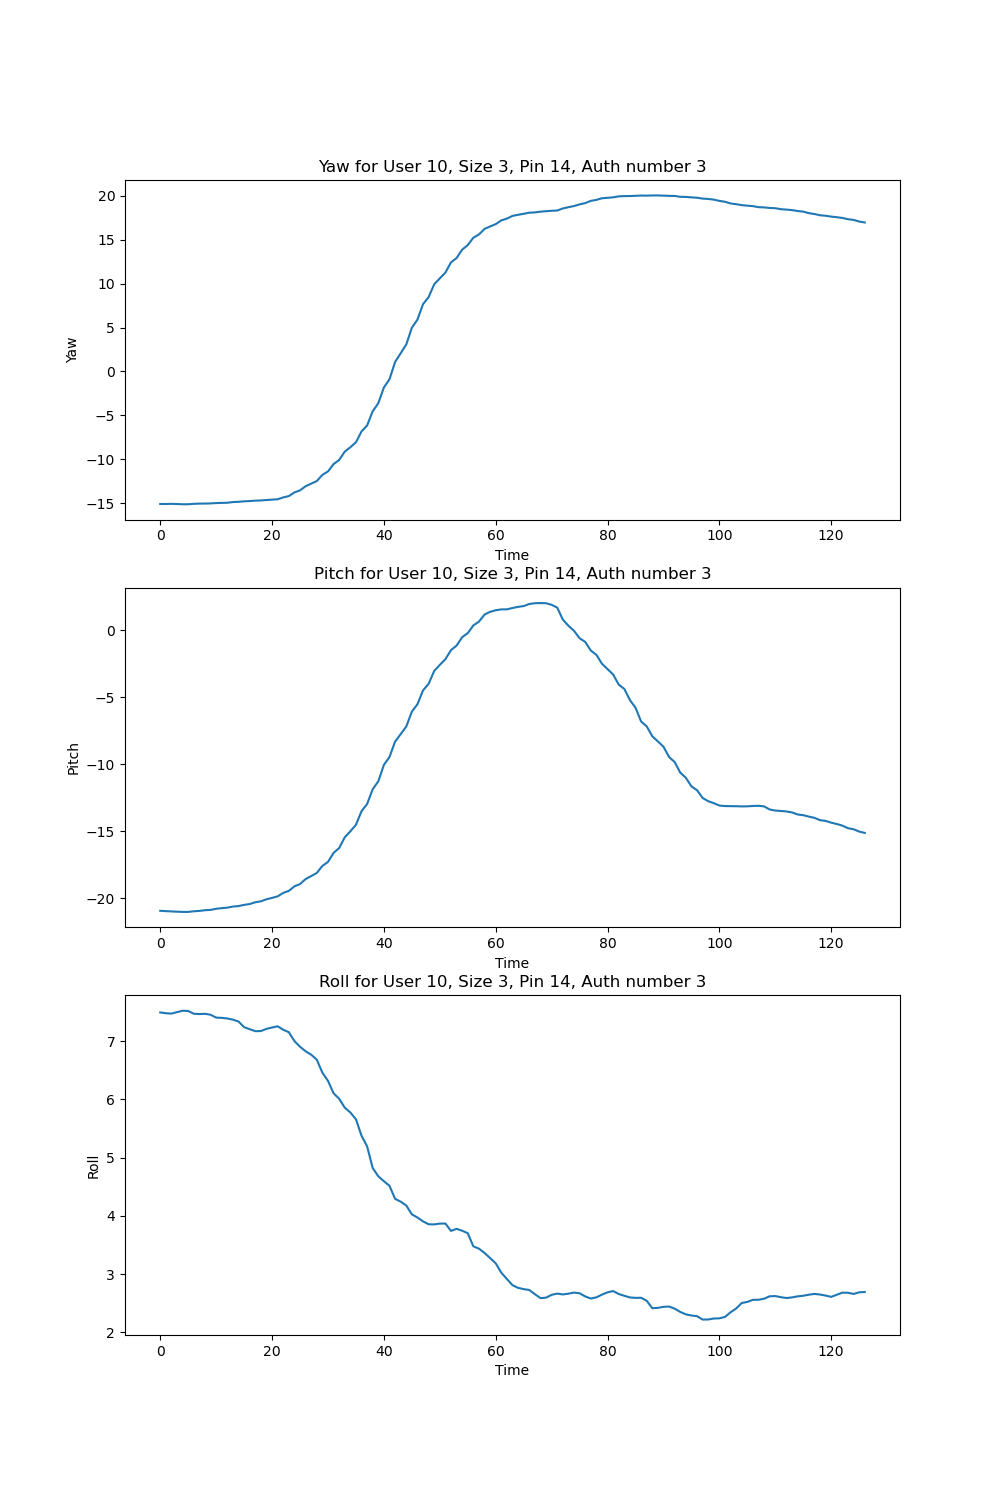 Yaw for User 10, Size 3, Pin 14, Auth number 3
20
15
10
5
0
−5
−10
−15
Yaw
0 20 40 60 80 100 120
Time
Pitch for User 10, Size 3, Pin 14, Auth number 3
0
−5
−10
−15
−20
Pitch
0 20 40 60 80 100 120
Time
Roll for User 10, Size 3, Pin 14, Auth number 3
7
6
5
4
3
2
Roll
0 20 40 60 80 100 120
Time